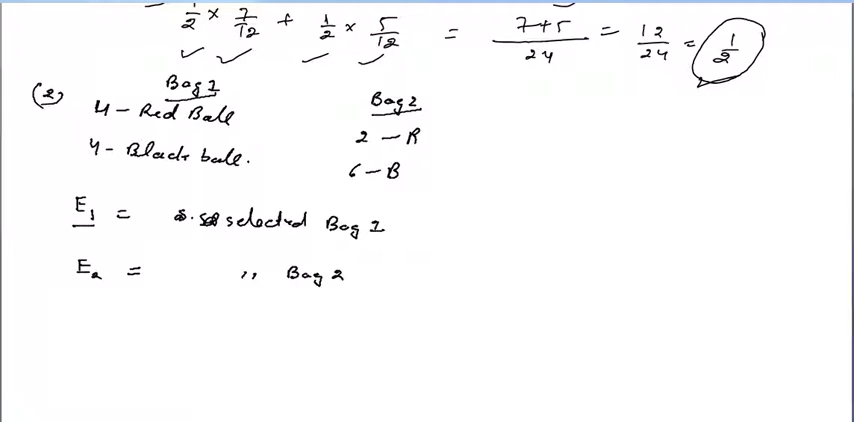 1/2 × 7/12 + 1/2 × 5/12 = 7+5/24 = 12/24 = 1/2
(2) Bag 1 Bag 2
4 - Red Ball 2 - R
4 - Black ball. 6 - B
E1 = selected Bag 1
E2 = ,, Bag 2